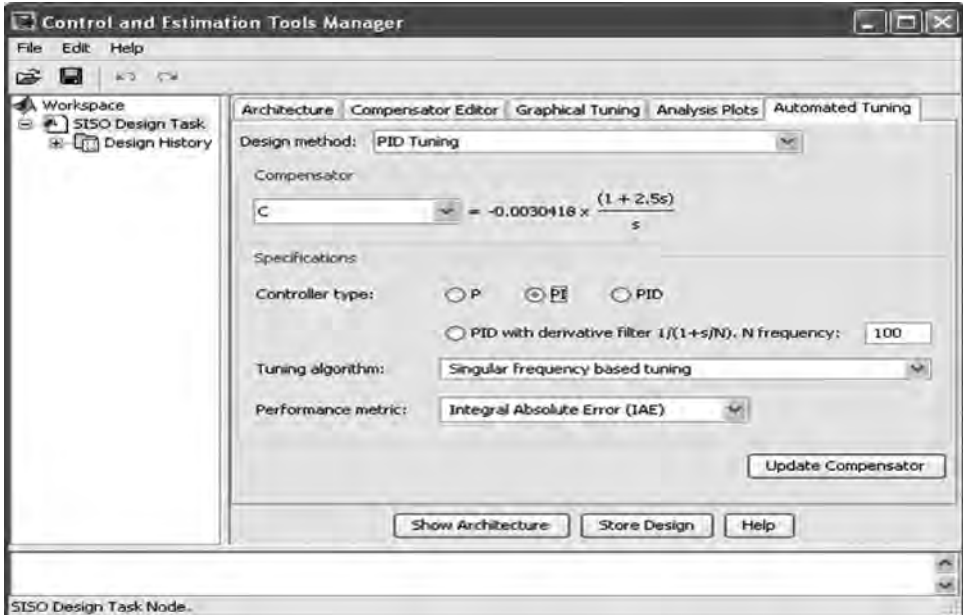 Control and Estimation Tools Manager
File Edit Help
Workspace
SISO Design Task
Design History
Architecture Compensator Editor Graphical Tuning Analysis Plots Automated Tuning
Design method: PID Tuning
Compensator
C = -0.0030418 x (1 + 2.5s)
s
Specifications
Controller type: P PI PID
PID with derivative filter 1/(1+s/N). N frequency: 100
Tuning algorithm: Singular frequency based tuning
Performance metric: Integral Absolute Error (IAE)
Update Compensator
Show Architecture Store Design Help
SISO Design Task Node.